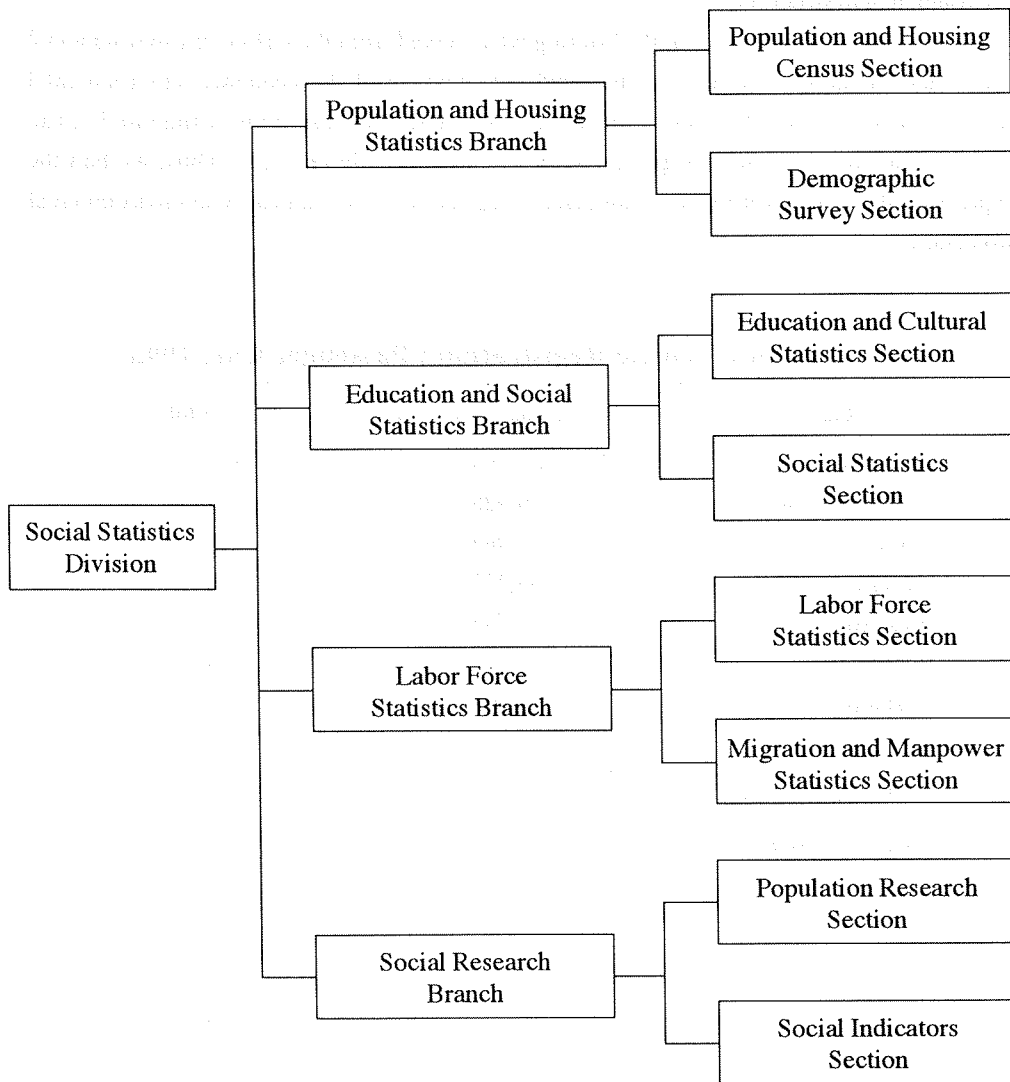 Population and Housing
Census Section
Population and Housing
Statistics Branch
Demographic
Survey Section
Education and Cultural
Statistics Section
Education and Social
Statistics Branch
Social Statistics
Section
Social Statistics
Division
Labor Force
Statistics Section
Labor Force
Statistics Branch
Migration and Manpower
Statistics Section
Population Research
Section
Social Research
Branch
Social Indicators
Section